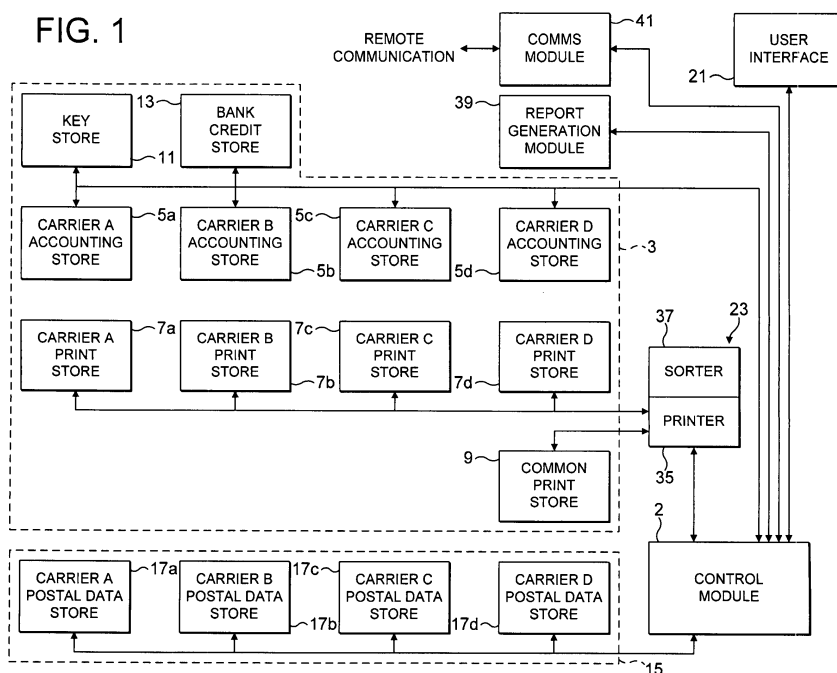 FIG. 1
41
REMOTE
COMMUNICATION
COMMS
MODULE
USER
INTERFACE
21
13
39
KEY
STORE
11
BANK
CREDIT
STORE
REPORT
GENERATION
MODULE
5a
5c
CARRIER A
ACCOUNTING
STORE
CARRIER B
ACCOUNTING
STORE
CARRIER C
ACCOUNTING
STORE
CARRIER D
ACCOUNTING
STORE
3
5b
5d
7a
7c
37
23
CARRIER A
PRINT
STORE
CARRIER B
PRINT
STORE
CARRIER C
PRINT
STORE
CARRIER D
PRINT
STORE
7b
7d
SORTER
PRINTER
35
9
COMMON
PRINT
STORE
2
CONTROL
MODULE
17a
17c
CARRIER A
POSTAL DATA
STORE
CARRIER B
POSTAL DATA
STORE
CARRIER C
POSTAL DATA
STORE
CARRIER D
POSTAL DATA
STORE
17b
17d
15